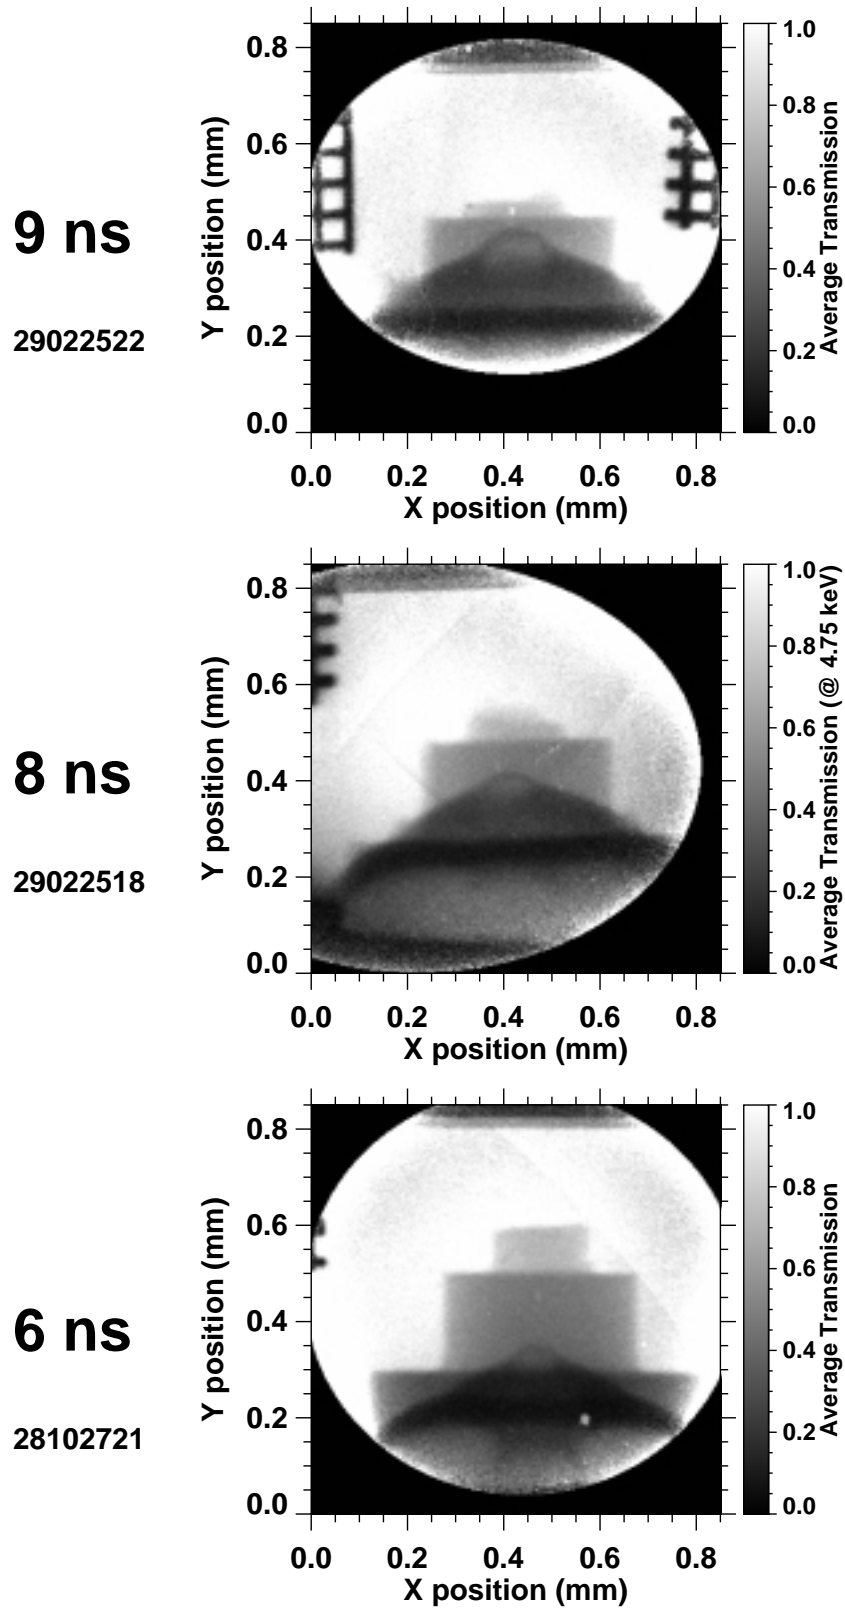 9 ns
29022522
Y position (mm)
0.8
0.6
0.4
0.2
0.0
0.0 0.2 0.4 0.6 0.8
X position (mm)
1.0
0.8
0.6
0.4
0.2
0.0
Average Transmission
8 ns
29022518
Y position (mm)
0.8
0.6
0.4
0.2
0.0
0.0 0.2 0.4 0.6 0.8
X position (mm)
1.0
0.8
0.6
0.4
0.2
0.0
Average Transmission (@ 4.75 keV)
6 ns
28102721
Y position (mm)
0.8
0.6
0.4
0.2
0.0
0.0 0.2 0.4 0.6 0.8
X position (mm)
1.0
0.8
0.6
0.4
0.2
0.0
Average Transmission